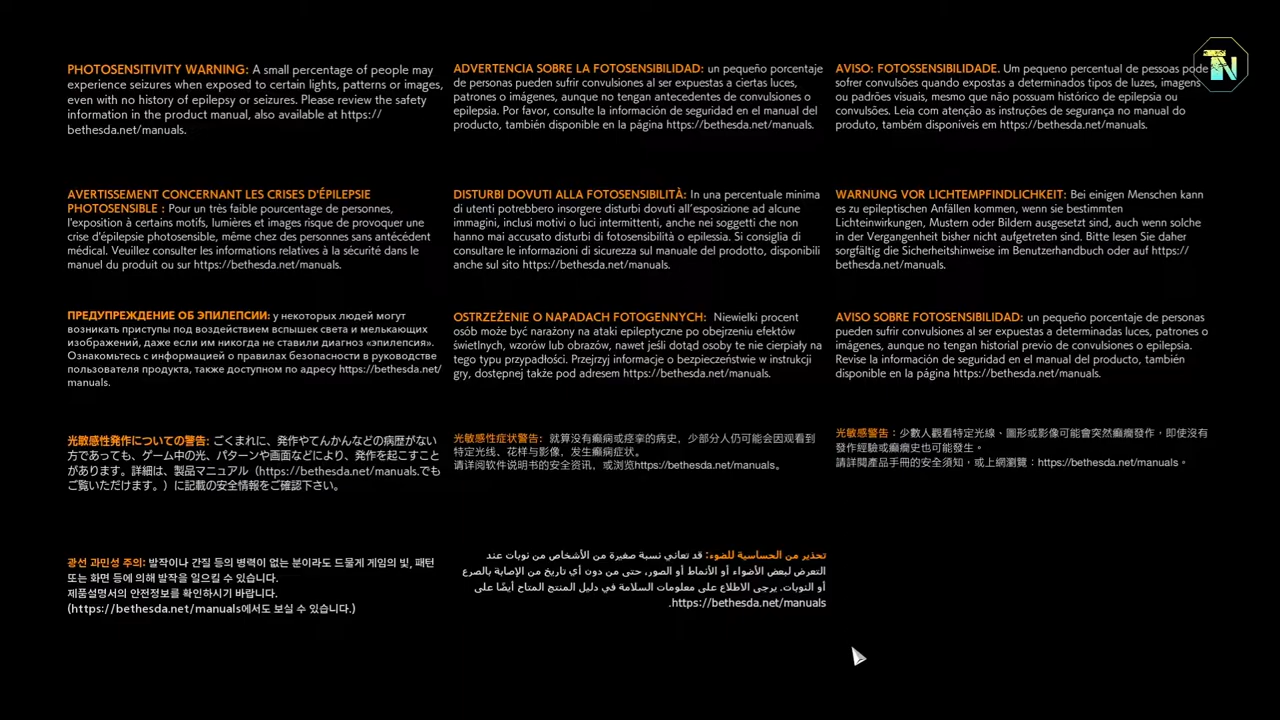 PHOTOSENSITIVITY WARNING: A small percentage of people may
experience seizures when exposed to certain lights, patterns or images,
even with no history of epilepsy or seizures. Please review the safety
information in the product manual, also available at https://
bethesda.net/manuals.
ADVERTENCIA SOBRE LA FOTOSENSIBILIDAD: un pequeño porcentaje
de personas pueden sufrir convulsiones al ser expuestas a ciertas luces,
patrones o imágenes, aunque no tengan antecedentes de convulsiones o
epilepsia. Por favor, consulte la información de seguridad en el manual del
producto, también disponible en la página https://bethesda.net/manuals.
AVISO: FOTOSSENSIBILIDADE. Um pequeno percentual de pessoas pode
sofrer convulsões quando expostas a determinados tipos de luzes, imagens
ou padrões visuais, mesmo que não possuam histórico de epilepsia ou
convulsões. Leia com atenção as instruções de segurança no manual do
produto, também disponíveis em https://bethesda.net/manuals.
TN
AVERTISSEMENT CONCERNANT LES CRISES D'ÉPILEPSIE
PHOTOSENSIBLE : Pour un très faible pourcentage de personnes,
l'exposition à certains motifs, lumières et images risque de provoquer une
crise d'épilepsie photosensible, même chez des personnes sans antécédent
médical. Veuillez consulter les informations relatives à la sécurité dans le
manuel du produit ou sur https://bethesda.net/manuals.
DISTURBI DOVUTI ALLA FOTOSENSIBILITÀ: In una percentuale minima
di utenti potrebbero insorgere disturbi dovuti all'esposizione ad alcune
immagini, inclusi motivi o luci intermittenti, anche nei soggetti che non
hanno mai accusato disturbi di fotosensibilità o epilessia. Si consiglia di
consultare le informazioni di sicurezza sul manuale del prodotto, disponibili
anche sul sito https://bethesda.net/manuals.
WARNUNG VOR LICHTEMPFINDLICHKEIT: Bei einigen Menschen kann
es zu epileptischen Anfällen kommen, wenn sie bestimmten
Lichteinwirkungen, Mustern oder Bildern ausgesetzt sind, auch wenn solche
in der Vergangenheit bisher nicht aufgetreten sind. Bitte lesen Sie daher
sorgfältig die Sicherheitshinweise im Benutzerhandbuch oder auf https://
bethesda.net/manuals.
ПРЕДУПРЕЖДЕНИЕ ОБ ЭПИЛЕПСИИ: у некоторых людей могут
возникать приступы под воздействием вспышек света и мелькающих
изображений, даже если им никогда не ставили диагноз «эпилепсия».
Ознакомьтесь с информацией о правилах безопасности в руководстве
пользователя продукта, также доступном по адресу https://bethesda.net/
manuals.
OSTRZEŻENIE O NAPADACH FOTOGENNYCH: Niewielki procent
osób może być narażony na ataki epileptyczne po obejrzeniu efektów
świetlnych, wzorów lub obrazów, nawet jeśli dotąd osoby te nie cierpiały na
tego typu przypadłości. Przejrzyj informacje o bezpieczeństwie w instrukcji
gry, dostępnej także pod adresem https://bethesda.net/manuals.
AVISO SOBRE FOTOSENSIBILIDAD: un pequeño porcentaje de personas
pueden sufrir convulsiones al ser expuestas a determinadas luces, patrones o
imágenes, aunque no tengan historial previo de convulsiones o epilepsia.
Revise la información de seguridad en el manual del producto, también
disponible en la página https://bethesda.net/manuals.
光敏感性発作についての警告: ごくまれに、発作やてんかんなどの病歴がない
方であっても、ゲーム中の光、パターンや画面などにより、発作を起こすこと
があります。詳細は、製品マニュアル（https://bethesda.net/manuals.でも
ご覧いただけます。）に記載の安全情報をご確認下さい。
光敏感性症状警告：就算没有癫痫或痉挛的病史，少部分人仍可能会因观看到
特定光线、花样与影像，发生癫痫症状。
请详阅软件说明书的安全资讯，或浏览https://bethesda.net/manuals。
光敏感警告：少數人觀看特定光線、圖形或影像可能會突然癲癇發作，即使沒有
發作經驗或癲癇史也可能發生。
請詳閱產品手冊的安全須知，或上網瀏覽：https://bethesda.net/manuals。
광선 과민성 주의: 발작이나 간질 등의 병력이 없는 분이라도 드물게 게임의 빛, 패턴
또는 화면 등에 의해 발작을 일으킬 수 있습니다.
제품설명서의 안전정보를 확인하시기 바랍니다.
(https://bethesda.net/manuals에서도 보실 수 있습니다.)
تحذير من الحساسية للضوء: قد تعاني نسبة صغيرة من الأشخاص من نوبات عند
التعرض لبعض الأضواء أو الأنماط أو الصور، حتى من دون أي تاريخ من الإصابة بالصرع
أو النوبات. يرجى الاطلاع على معلومات السلامة في دليل المنتج المتاح أيضًا على
https://bethesda.net/manuals.